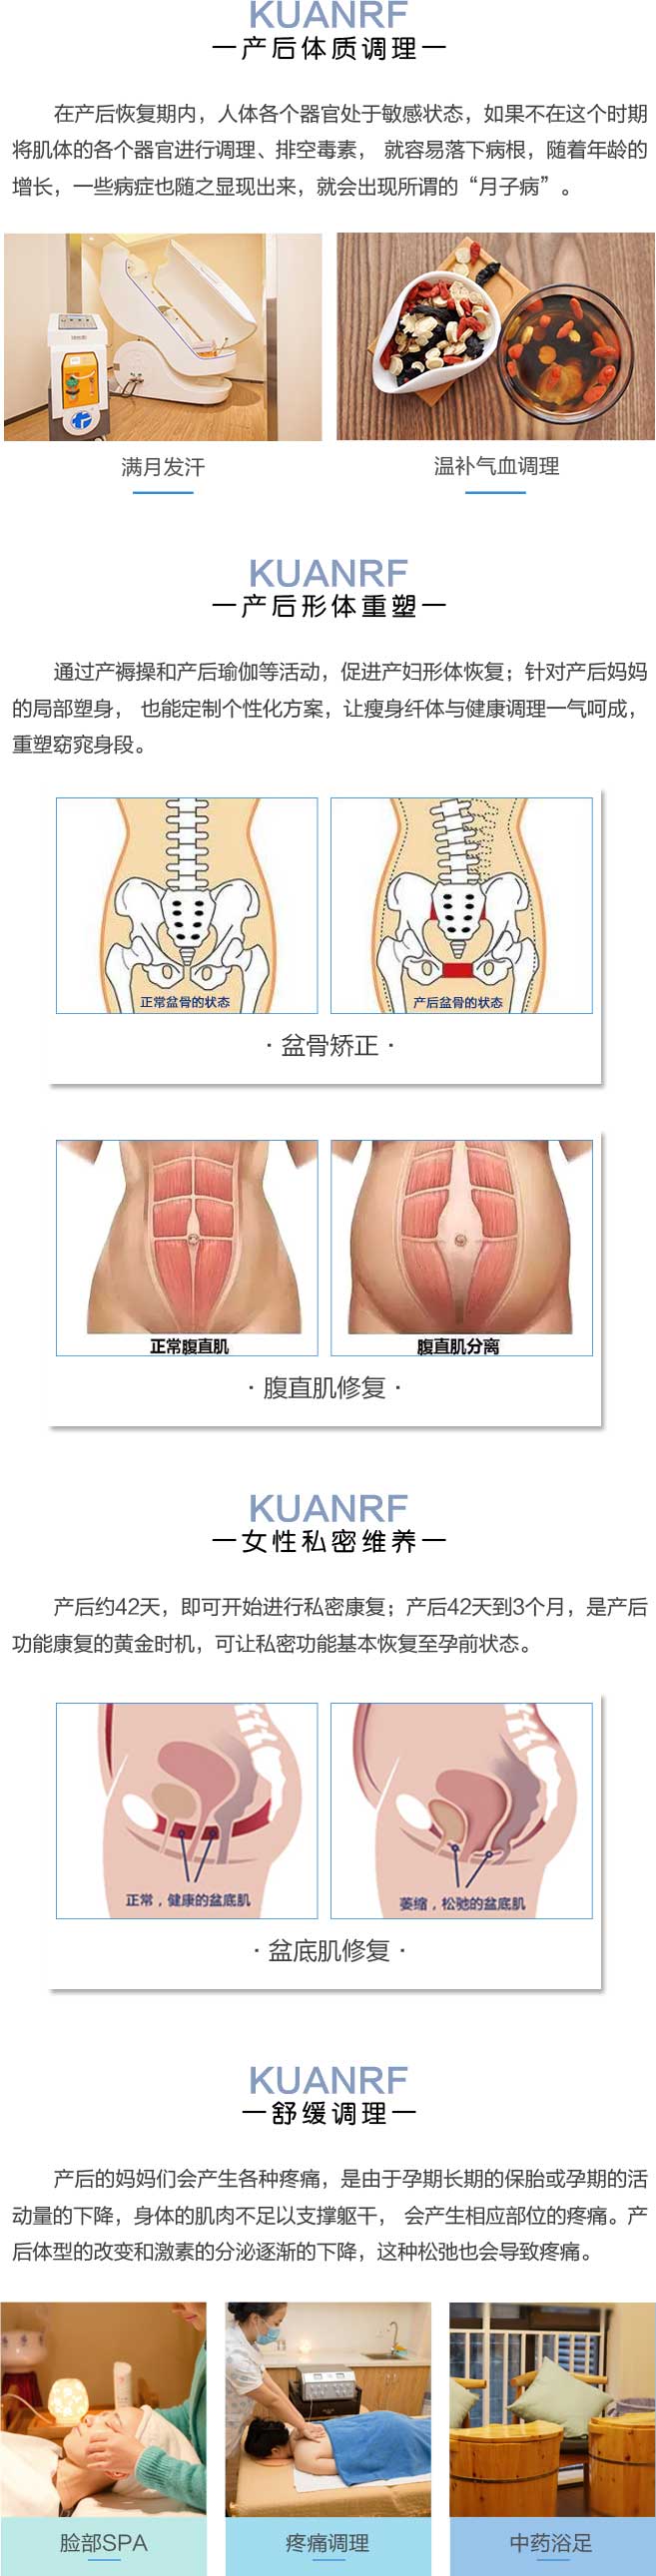 KUANRF
一产后体质调理一
在产后恢复期内，人体各个器官处于敏感状态，如果不在这个时期
将肌体的各个器官进行调理、排空毒素， 就容易落下病根，随着年龄的
增长，一些病症也随之显现出来，就会出现所谓的“月子病”。
满月发汗
温补气血调理
KUANRF
一产后形体重塑一
通过产褥操和产后瑜伽等活动，促进产妇形体恢复；针对产后妈妈
的局部塑身， 也能定制个性化方案，让瘦身纤体与健康调理一气呵成，
重塑窈窕身段。
正常盆骨的状态
产后盆骨的状态
· 盆骨矫正 ·
正常腹直肌
腹直肌分离
· 腹直肌修复 ·
KUANRF
一女性私密维养一
产后约42天，即可开始进行私密康复；产后42天到3个月，是产后
功能康复的黄金时机，可让私密功能基本恢复至孕前状态。
正常，健康的盆底肌
萎缩，松弛的盆底肌
· 盆底肌修复 ·
KUANRF
一舒缓调理一
产后的妈妈们会产生各种疼痛，是由于孕期长期的保胎或孕期的活
动量的下降，身体的肌肉不足以支撑躯干， 会产生相应部位的疼痛。产
后体型的改变和激素的分泌逐渐的下降，这种松弛也会导致疼痛。
脸部SPA
疼痛调理
中药浴足